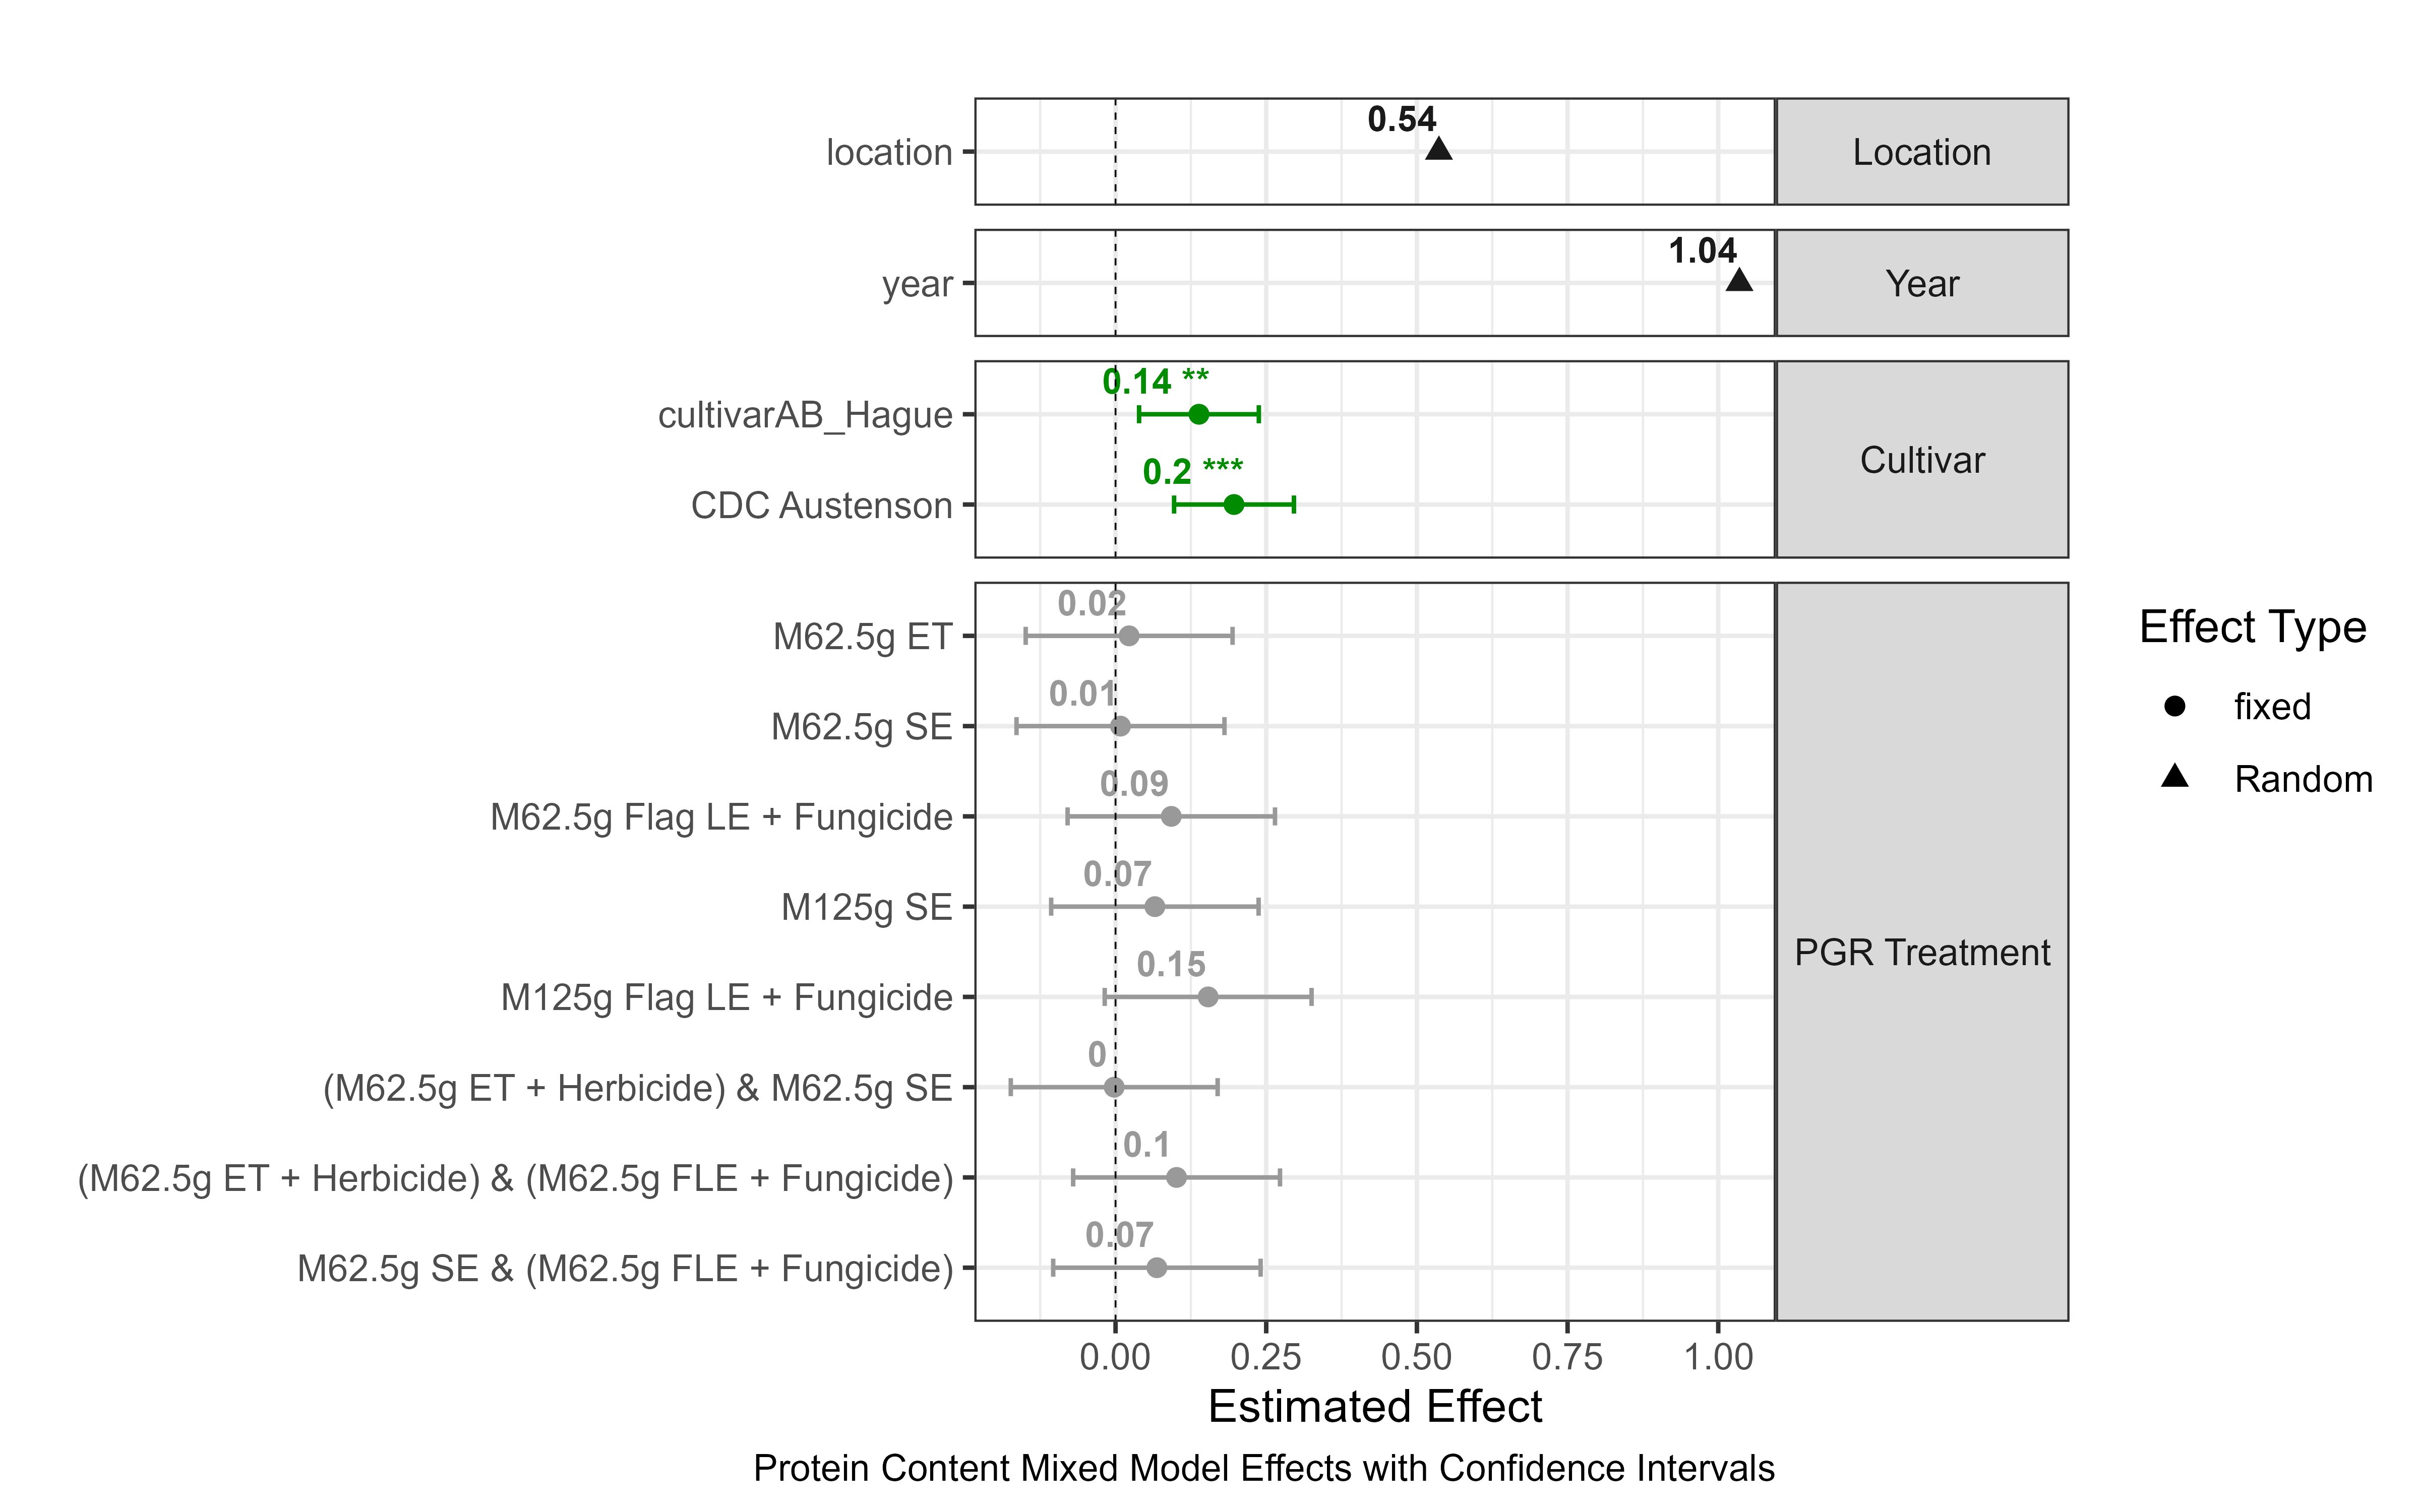 0.54
location
Location
1.04
year
Year
0.14 **
cultivarAB_Hague
0.2 ***
CDC Austenson
Cultivar
0.02
M62.5g ET
0.01
M62.5g SE
0.09
M62.5g Flag LE + Fungicide
0.07
M125g SE
0.15
M125g Flag LE + Fungicide
0
(M62.5g ET + Herbicide) & M62.5g SE
0.1
(M62.5g ET + Herbicide) & (M62.5g FLE + Fungicide)
0.07
M62.5g SE & (M62.5g FLE + Fungicide)
PGR Treatment
0.00 0.25 0.50 0.75 1.00
Estimated Effect
Protein Content Mixed Model Effects with Confidence Intervals
Effect Type
fixed
Random